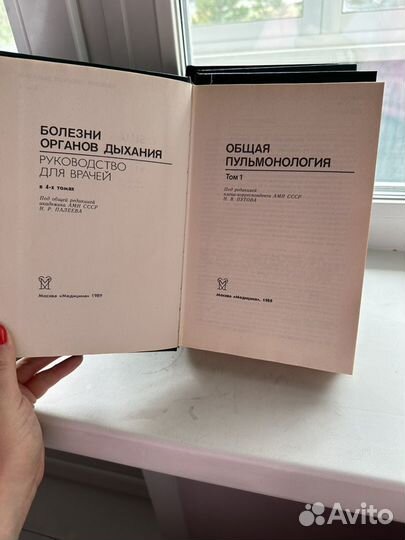 БОЛЕЗНИ
ОРГАНОВ ДЫХАНИЯ
РУКОВОДСТВО
ДЛЯ ВРАЧЕЙ
в 4-х томах
Под общей редакцией
академика АМН СССР
Н. Р. ПАЛЕЕВА
Москва «Медицина», 1989
ОБЩАЯ
ПУЛЬМОНОЛОГИЯ
Том 1
Под редакцией
члена-корреспондента АМН СССР
Н. В. ПУТОВА
Москва «Медицина», 1989
Avito